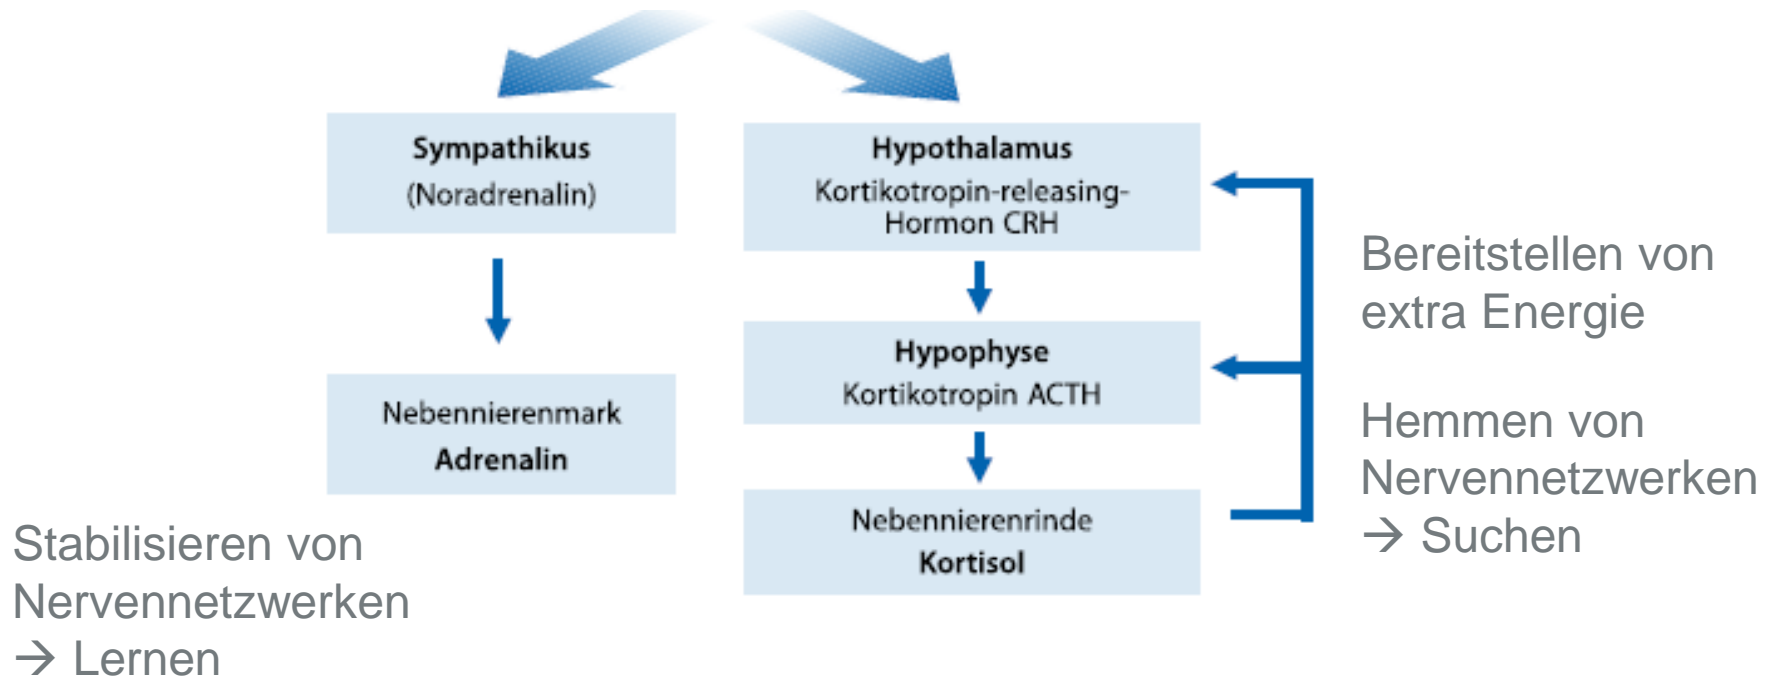 Sympathikus
(Noradrenalin)
Nebennierenmark
Adrenalin
Stabilisieren von
Nervennetzwerken
→ Lernen
Hypothalamus
Kortikotropin-releasing-
Hormon CRH
Hypophyse
Kortikotropin ACTH
Nebennierenrinde
Kortisol
Bereitstellen von
extra Energie
Hemmen von
Nervennetzwerken
→ Suchen